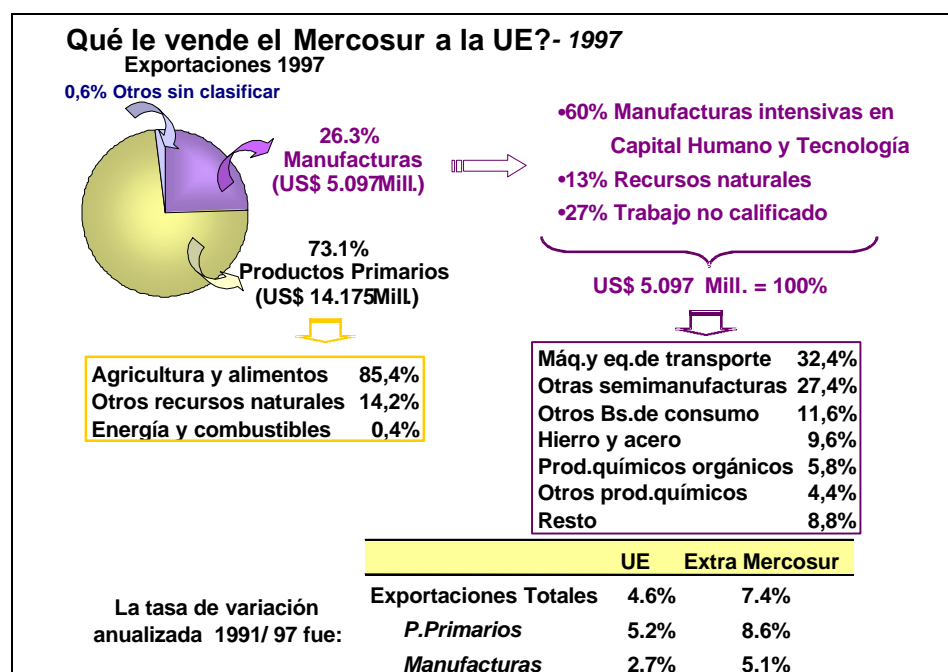 Qué le vende el Mercosur a la UE?- 1997
Exportaciones 1997
0,6% Otros sin clasificar
26.3%
Manufacturas
(US$ 5.097Mill.)
•60% Manufacturas intensivas en
Capital Humano y Tecnología
•13% Recursos naturales
•27% Trabajo no calificado
73.1%
Productos Primarios
(US$ 14.175Mill.)
US$ 5.097 Mill. = 100%
Agricultura y alimentos 85,4%
Otros recursos naturales 14,2%
Energía y combustibles 0,4%
Máq.y eq.de transporte 32,4%
Otras semimanufacturas 27,4%
Otros Bs.de consumo 11,6%
Hierro y acero 9,6%
Prod.químicos orgánicos 5,8%
Otros prod.químicos 4,4%
Resto 8,8%
La tasa de variación
anualizada 1991/ 97 fue:
UE Extra Mercosur
Exportaciones Totales 4.6% 7.4%
P.Primarios 5.2% 8.6%
Manufacturas 2.7% 5.1%